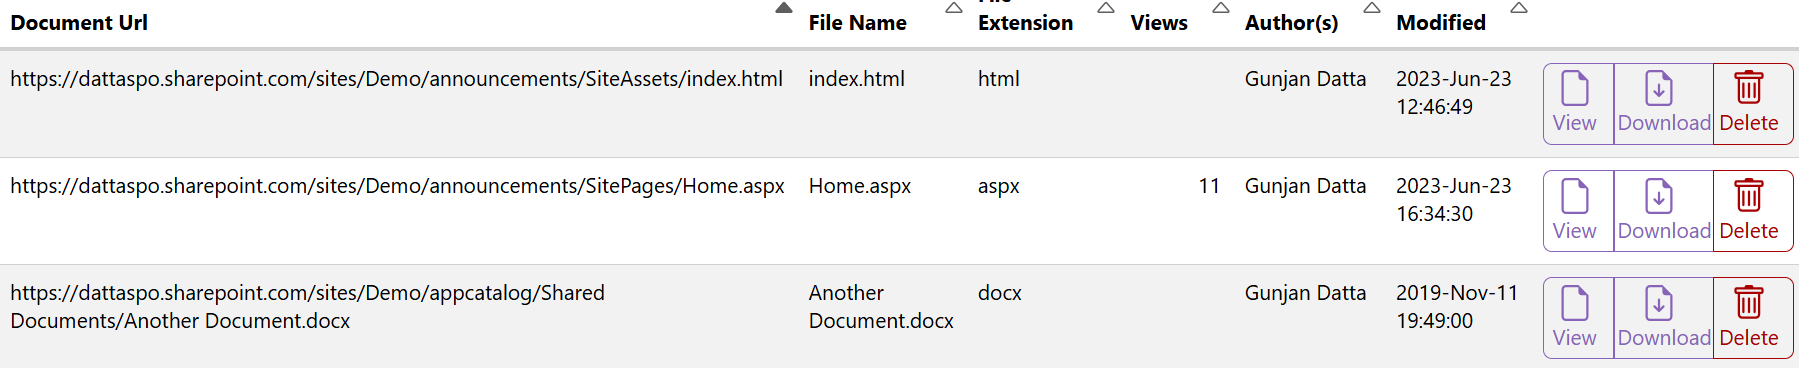 Document Url File Name Extension Views Author(s) Modified
https://dattaspo.sharepoint.com/sites/Demo/announcements/SiteAssets/index.html index.html html Gunjan Datta 2023-Jun-23
12:46:49
View Download Delete
https://dattaspo.sharepoint.com/sites/Demo/announcements/SitePages/Home.aspx Home.aspx aspx 11 Gunjan Datta 2023-Jun-23
16:34:30
View Download Delete
https://dattaspo.sharepoint.com/sites/Demo/appcatalog/Shared Another docx Gunjan Datta 2019-Nov-11
Documents/Another Document.docx Document.docx 19:49:00
View Download Delete